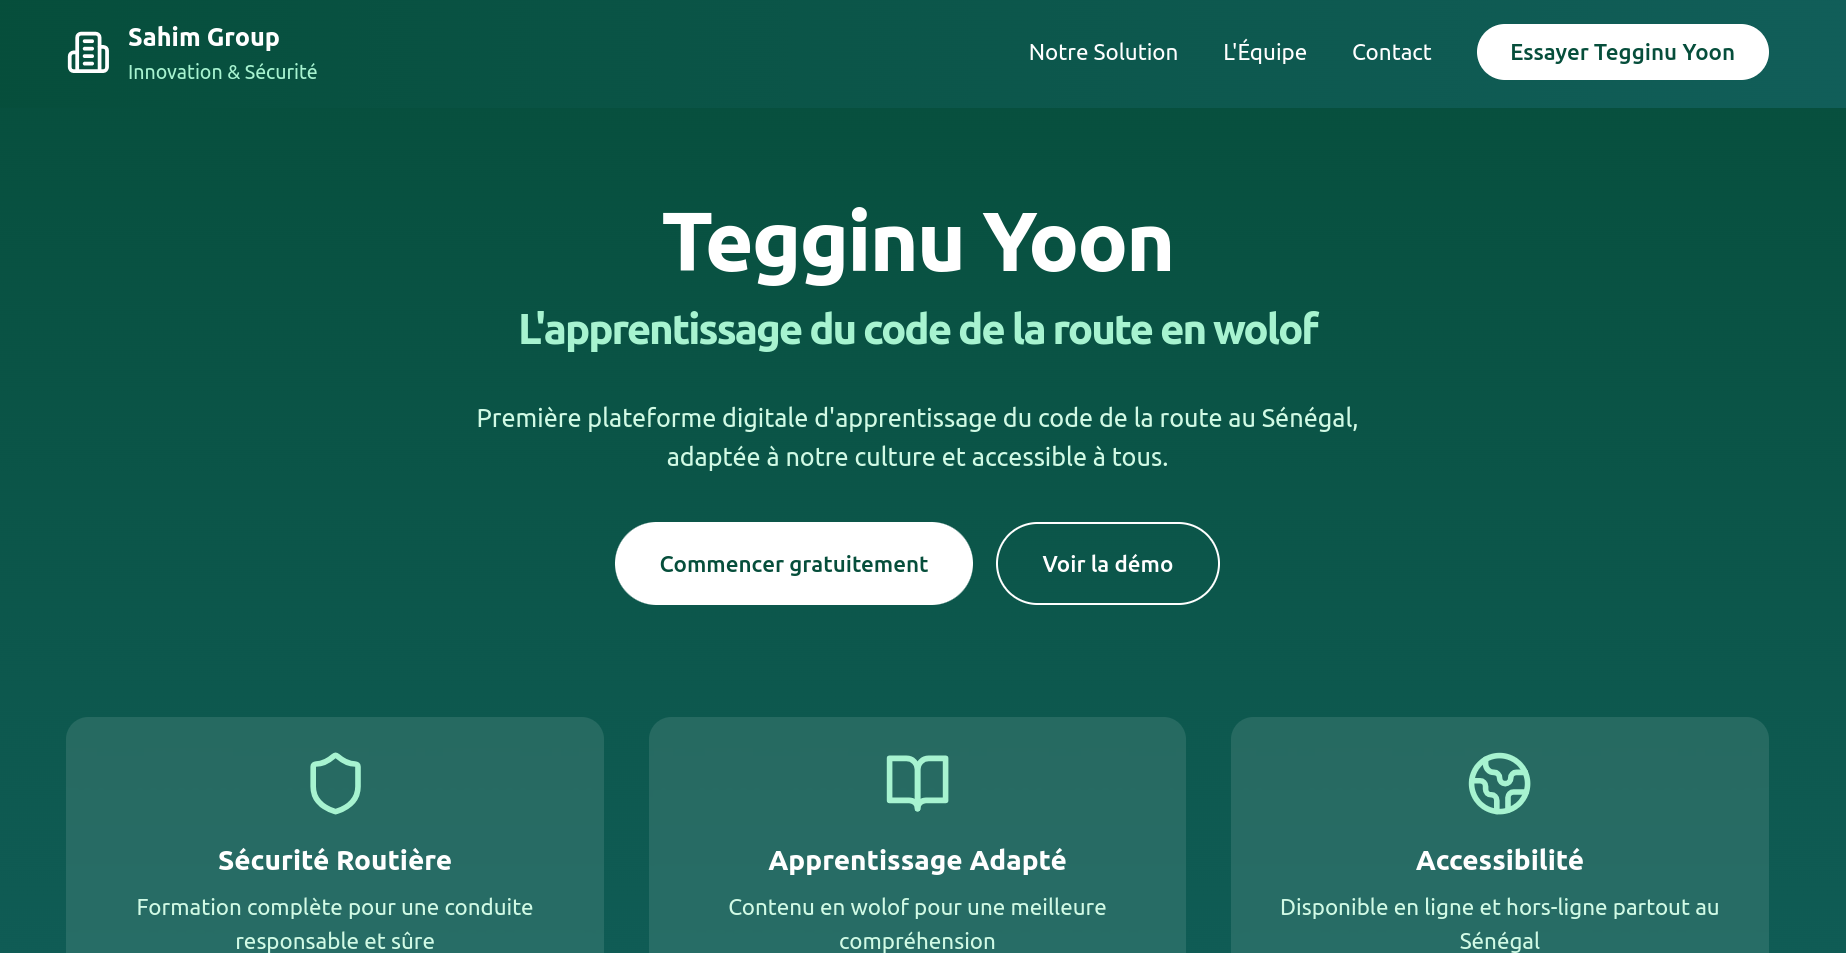 Sahim Group
Innovation & Sécurité
Notre Solution
L'Équipe
Contact
Essayer Tegginu Yoon
Tegginu Yoon
L'apprentissage du code de la route en wolof
Première plateforme digitale d'apprentissage du code de la route au Sénégal,
adaptée à notre culture et accessible à tous.
Commencer gratuitement
Voir la démo
Sécurité Routière
Formation complète pour une conduite
responsable et sûre
Apprentissage Adapté
Contenu en wolof pour une meilleure
compréhension
Accessibilité
Disponible en ligne et hors-ligne partout au
Sénégal